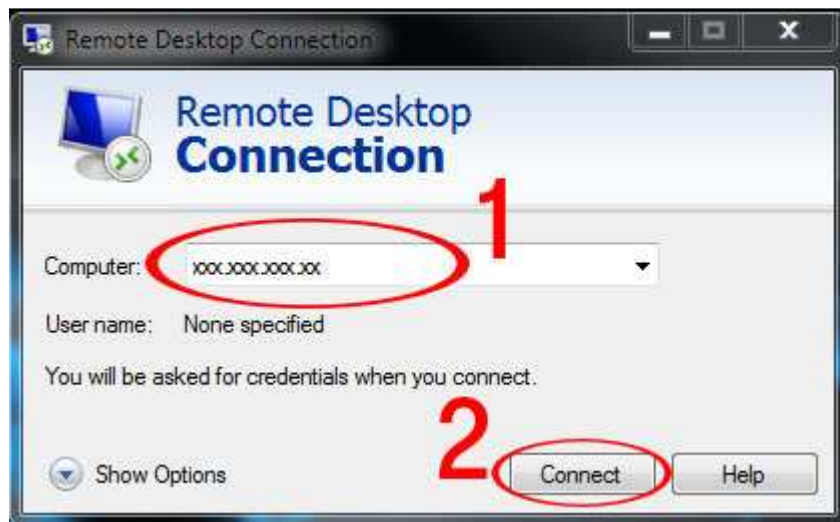 Remote Desktop Connection
Remote Desktop
Connection
1
Computer: xxx.xxx.xxx.xx
User name: None specified
You will be asked for credentials when you connect.
2
Show Options Connect Help